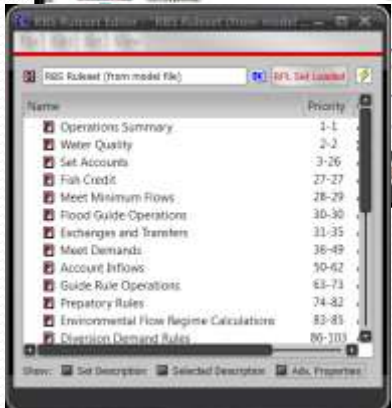 RBS Ruleset (from model file)
RPL Set Loaded
Name Priority
Operations Summary 1-1
Water Quality 2-2
Set Accounts 3-26
Fish Credit 27-27
Meet Minimum Flows 28-29
Flood Guide Operations 30-30
Exchanges and Transfers 31-35
Meet Demands 36-49
Account Inflows 50-62
Guide Rule Operations 63-73
Prepatory Rules 74-82
Environmental Flow Regime Calculations 83-85
Diversion Demand Rules 86-103
Show: Set Description Selected Description Adv. Properties